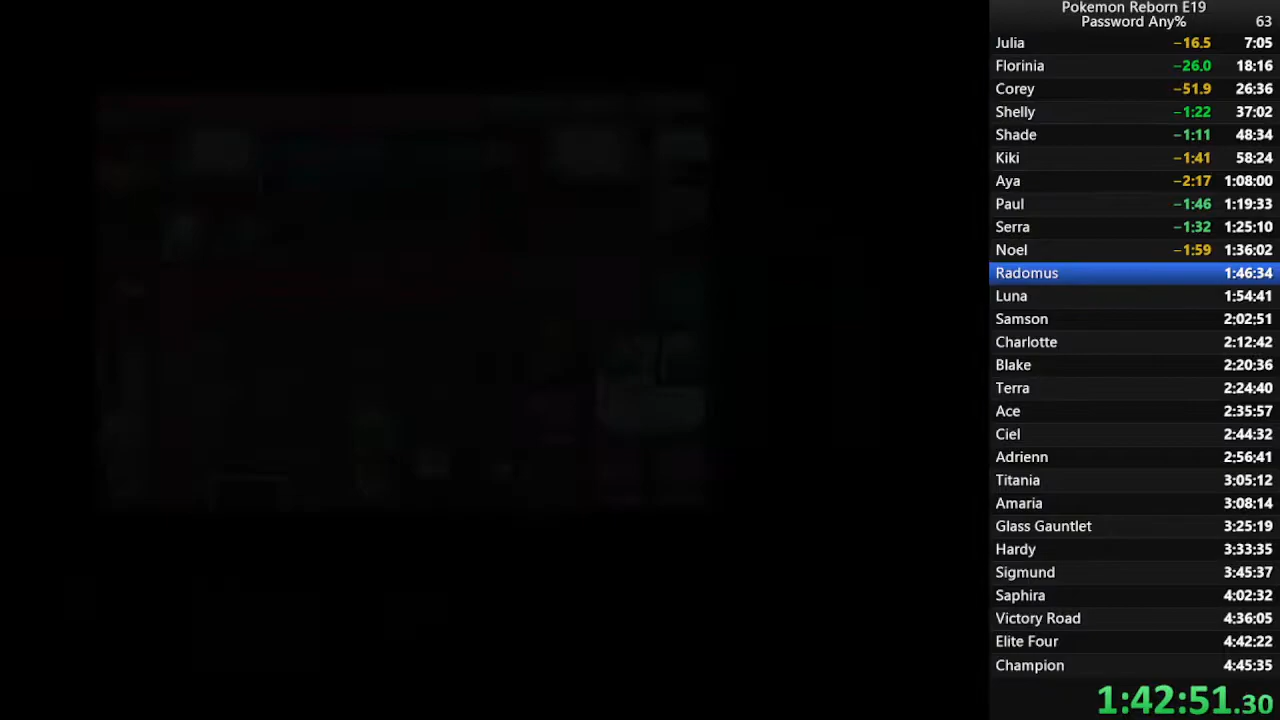 Pokemon Reborn E19
Password Any% 63
Julia −16.5 7:05
Florinia −26.0 18:16
Corey −51.9 26:36
Shelly −1:22 37:02
Shade −1:11 48:34
Kiki −1:41 58:24
Aya −2:17 1:08:00
Paul −1:46 1:19:33
Serra −1:32 1:25:10
Noel −1:59 1:36:02
Radomus 1:46:34
Luna 1:54:41
Samson 2:02:51
Charlotte 2:12:42
Blake 2:20:36
Terra 2:24:40
Ace 2:35:57
Ciel 2:44:32
Adrienn 2:56:41
Titania 3:05:12
Amaria 3:08:14
Glass Gauntlet 3:25:19
Hardy 3:33:35
Sigmund 3:45:37
Saphira 4:02:32
Victory Road 4:36:05
Elite Four 4:42:22
Champion 4:45:35
1:42:51.30